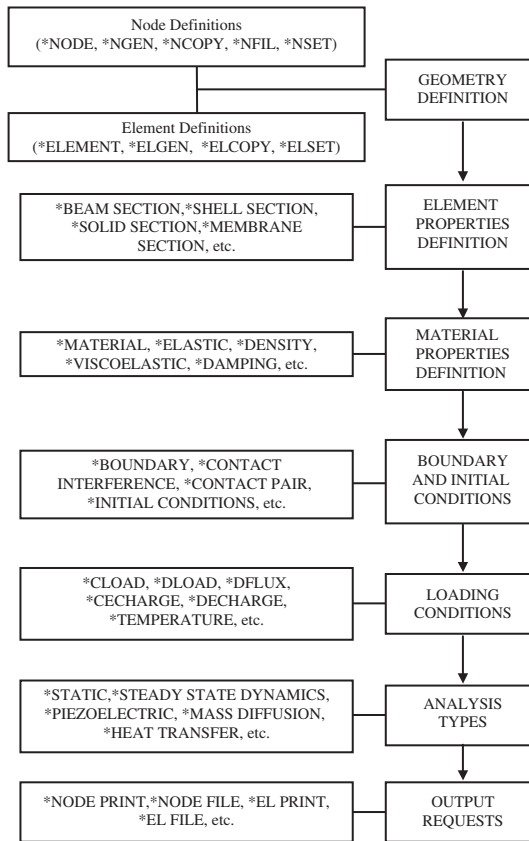 Node Definitions
(*NODE, *NGEN, *NCOPY, *NFIL, *NSET)
GEOMETRY
DEFINITION
Element Definitions
(*ELEMENT, *ELGEN, *ELCOPY, *ELSET)
*BEAM SECTION,*SHELL SECTION,
*SOLID SECTION,*MEMBRANE
SECTION, etc.
ELEMENT
PROPERTIES
DEFINITION
*MATERIAL, *ELASTIC, *DENSITY,
*VISCOELASTIC, *DAMPING, etc.
MATERIAL
PROPERTIES
DEFINITION
*BOUNDARY, *CONTACT
INTERFERENCE, *CONTACT PAIR,
*INITIAL CONDITIONS, etc.
BOUNDARY
AND INITIAL
CONDITIONS
*CLOAD, *DLOAD, *DFLUX,
*CECHARGE, *DECHARGE,
*TEMPERATURE, etc.
LOADING
CONDITIONS
*STATIC,*STEADY STATE DYNAMICS,
*PIEZOELECTRIC, *MASS DIFFUSION,
*HEAT TRANSFER, etc.
ANALYSIS
TYPES
*NODE PRINT,*NODE FILE, *EL PRINT,
*EL FILE, etc.
OUTPUT
REQUESTS